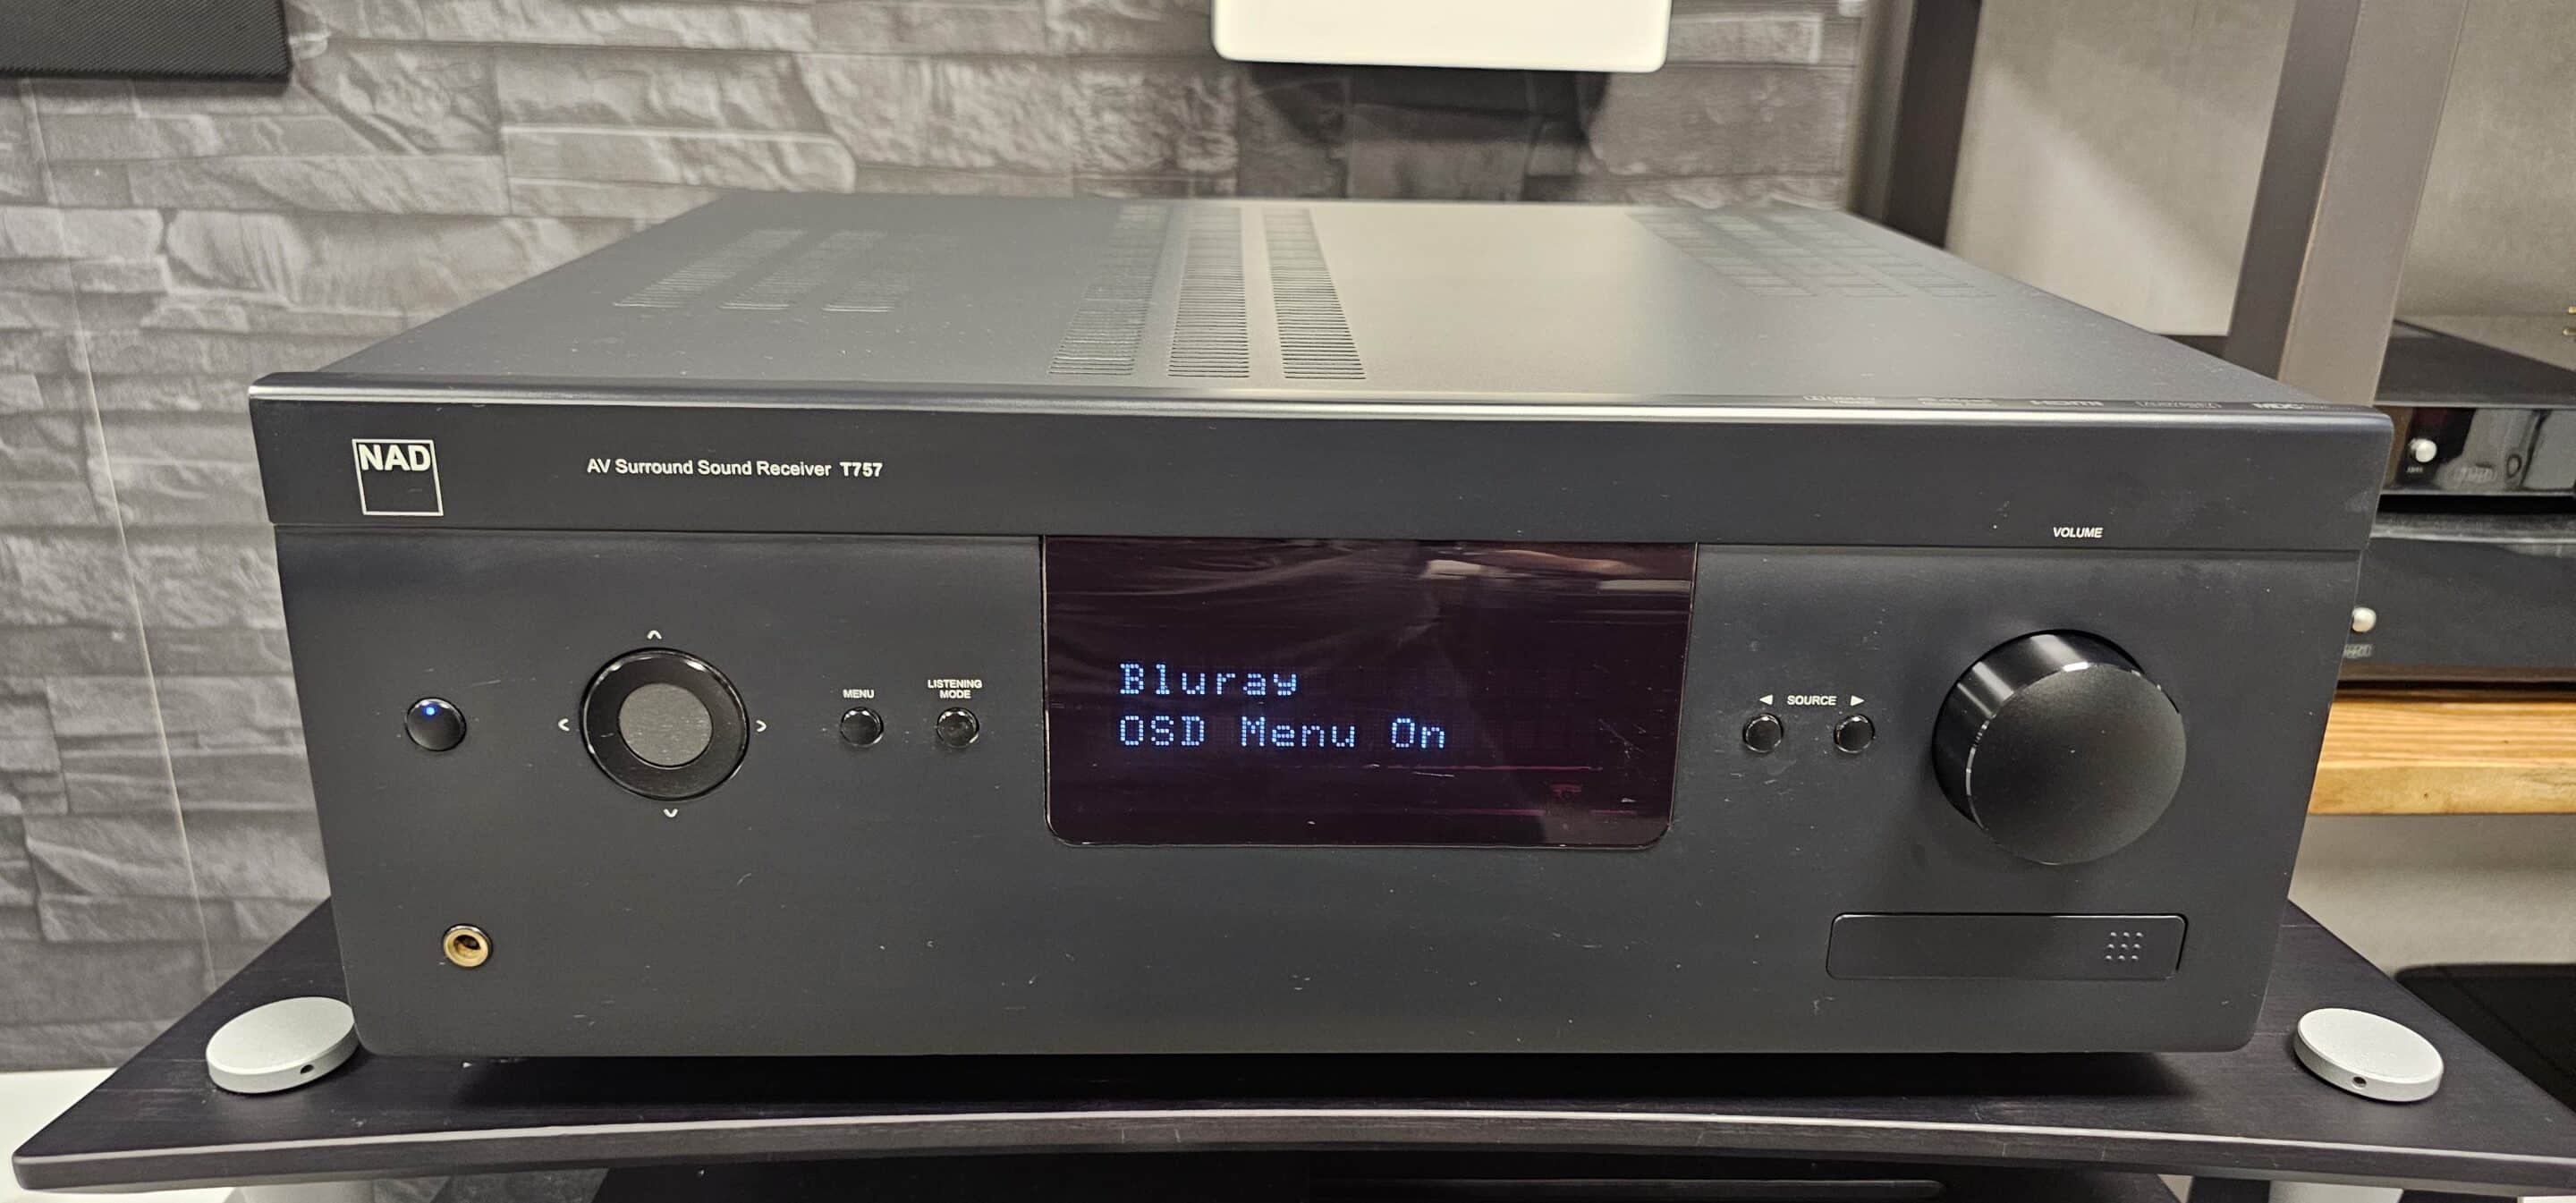 NAD
AV Surround Sound Receiver T757
VOLUME
MENU
LISTENING
MODE
Bluray
OSD Menu On
SOURCE